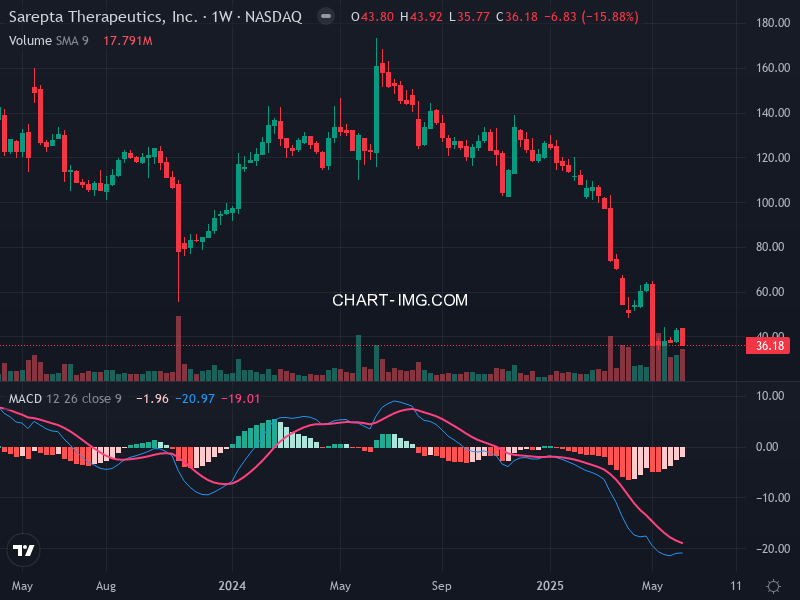 Sarepta Therapeutics, Inc. · 1W · NASDAQ O43.80 H43.92 L35.77 C36.18 −6.83 (−15.88%)
Volume SMA 9 17.791M
180.00
160.00
140.00
120.00
100.00
80.00
60.00
CHART-IMG.COM
40.00
36.18
MACD 12 26 close 9 −1.96 −20.97 −19.01
10.00
0.00
−10.00
−20.00
May Aug 2024 May Sep 2025 May 11